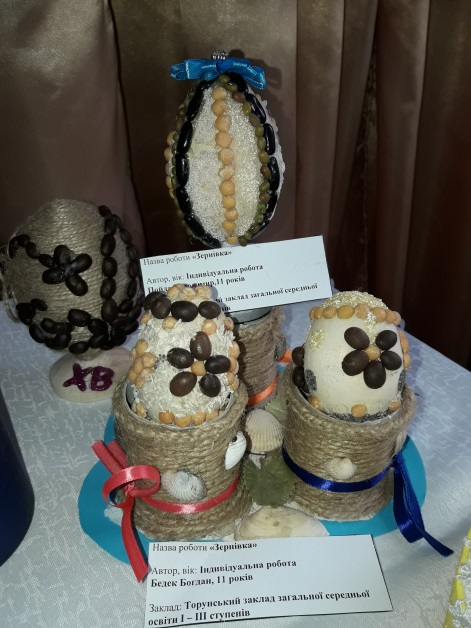 Назва роботи «Зернівка»
Автор, вік: Індивідуальна робота
11 років
заклад загальної середньої
ХВ
Назва роботи «Зернівка»
Автор, вік: Індивідуальна робота
Бедек Богдан, 11 років
Заклад: Торунський заклад загальної середньої
освіти І – ІІІ ступенів